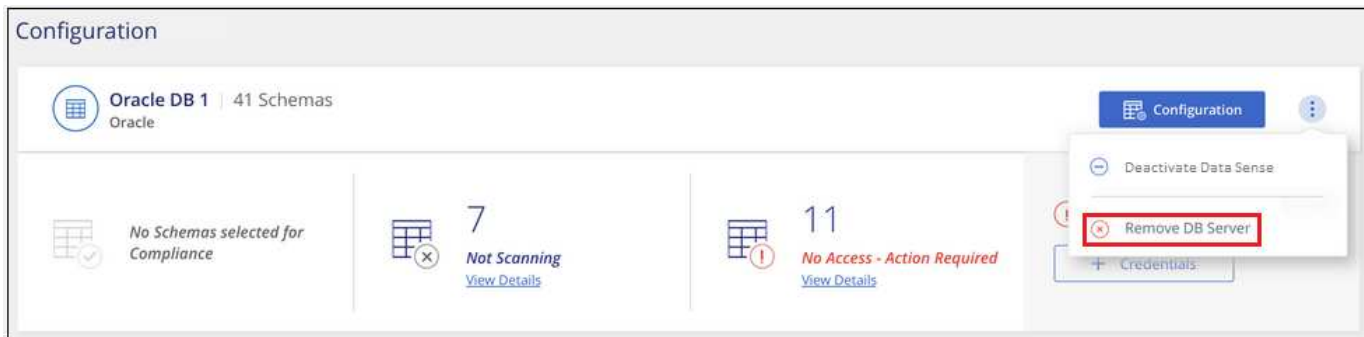 Configuration
Oracle DB 1 | 41 Schemas
Oracle
Configuration
Deactivate Data Sense
Remove DB Server
No Schemas selected for
Compliance
7
Not Scanning
View Details
11
No Access - Action Required
View Details
+ Credentials